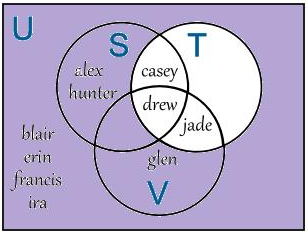 U
S T
alex
hunter
casey
drew
jade
glen
V
blair
erin
francis
ira